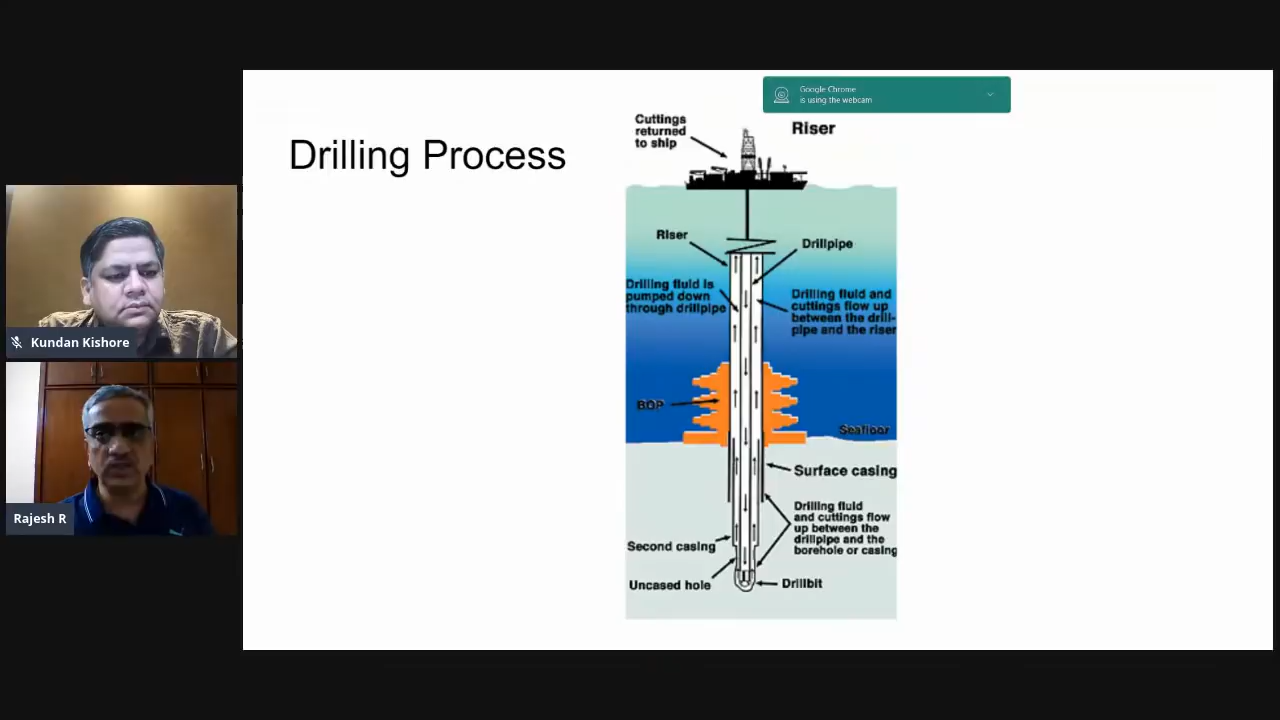 Google Chrome
is using the webcam
Drilling Process
Cuttings
returned
to ship
Riser
Riser
Drillpipe
Drilling fluid is
pumped down
through drillpipe
Drilling fluid and
cuttings flow up
between the drill-
pipe and the riser
BOP
Seafloor
Surface casing
Drilling fluid
and cuttings flow
up between the
drillpipe and the
borehole or casing
Second casing
Uncased hole
Drillbit
Kundan Kishore
Rajesh R